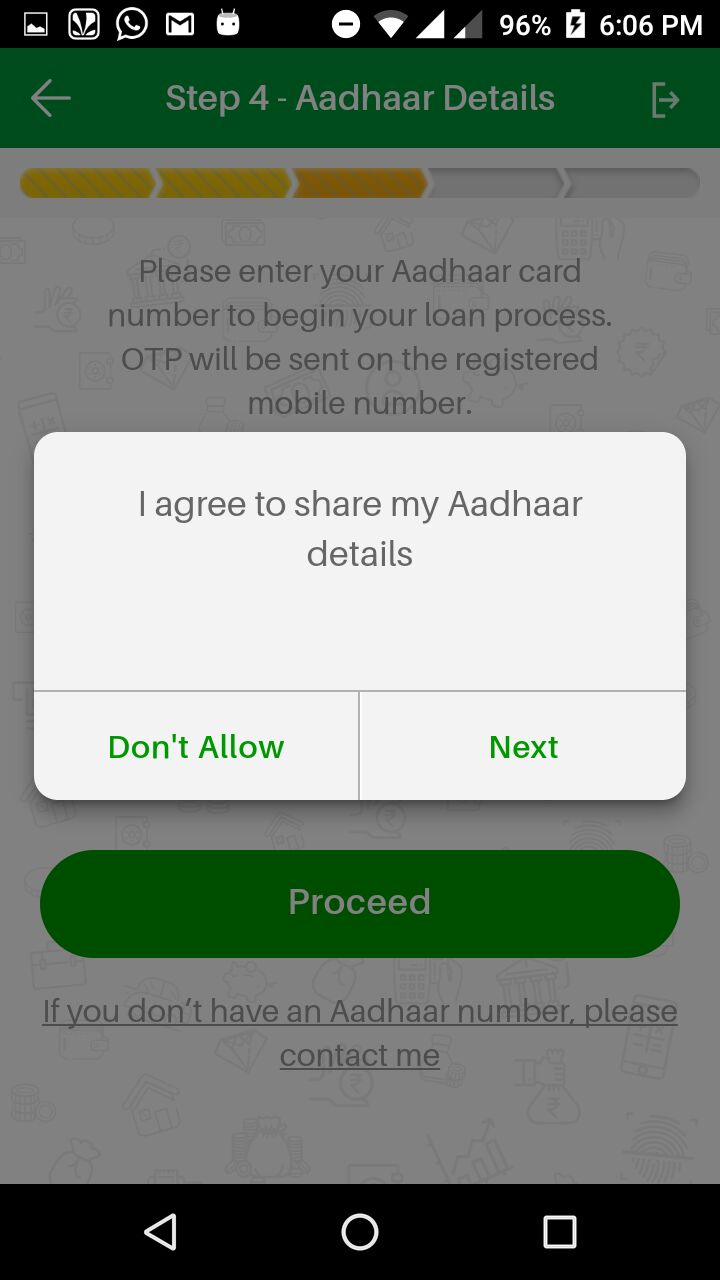 96% 6:06 PM
Step 4 - Aadhaar Details
Please enter your Aadhaar card
number to begin your loan process.
OTP will be sent on the registered
mobile number.
I agree to share my Aadhaar
details
Don't Allow
Next
Proceed
If you don’t have an Aadhaar number, please
contact me